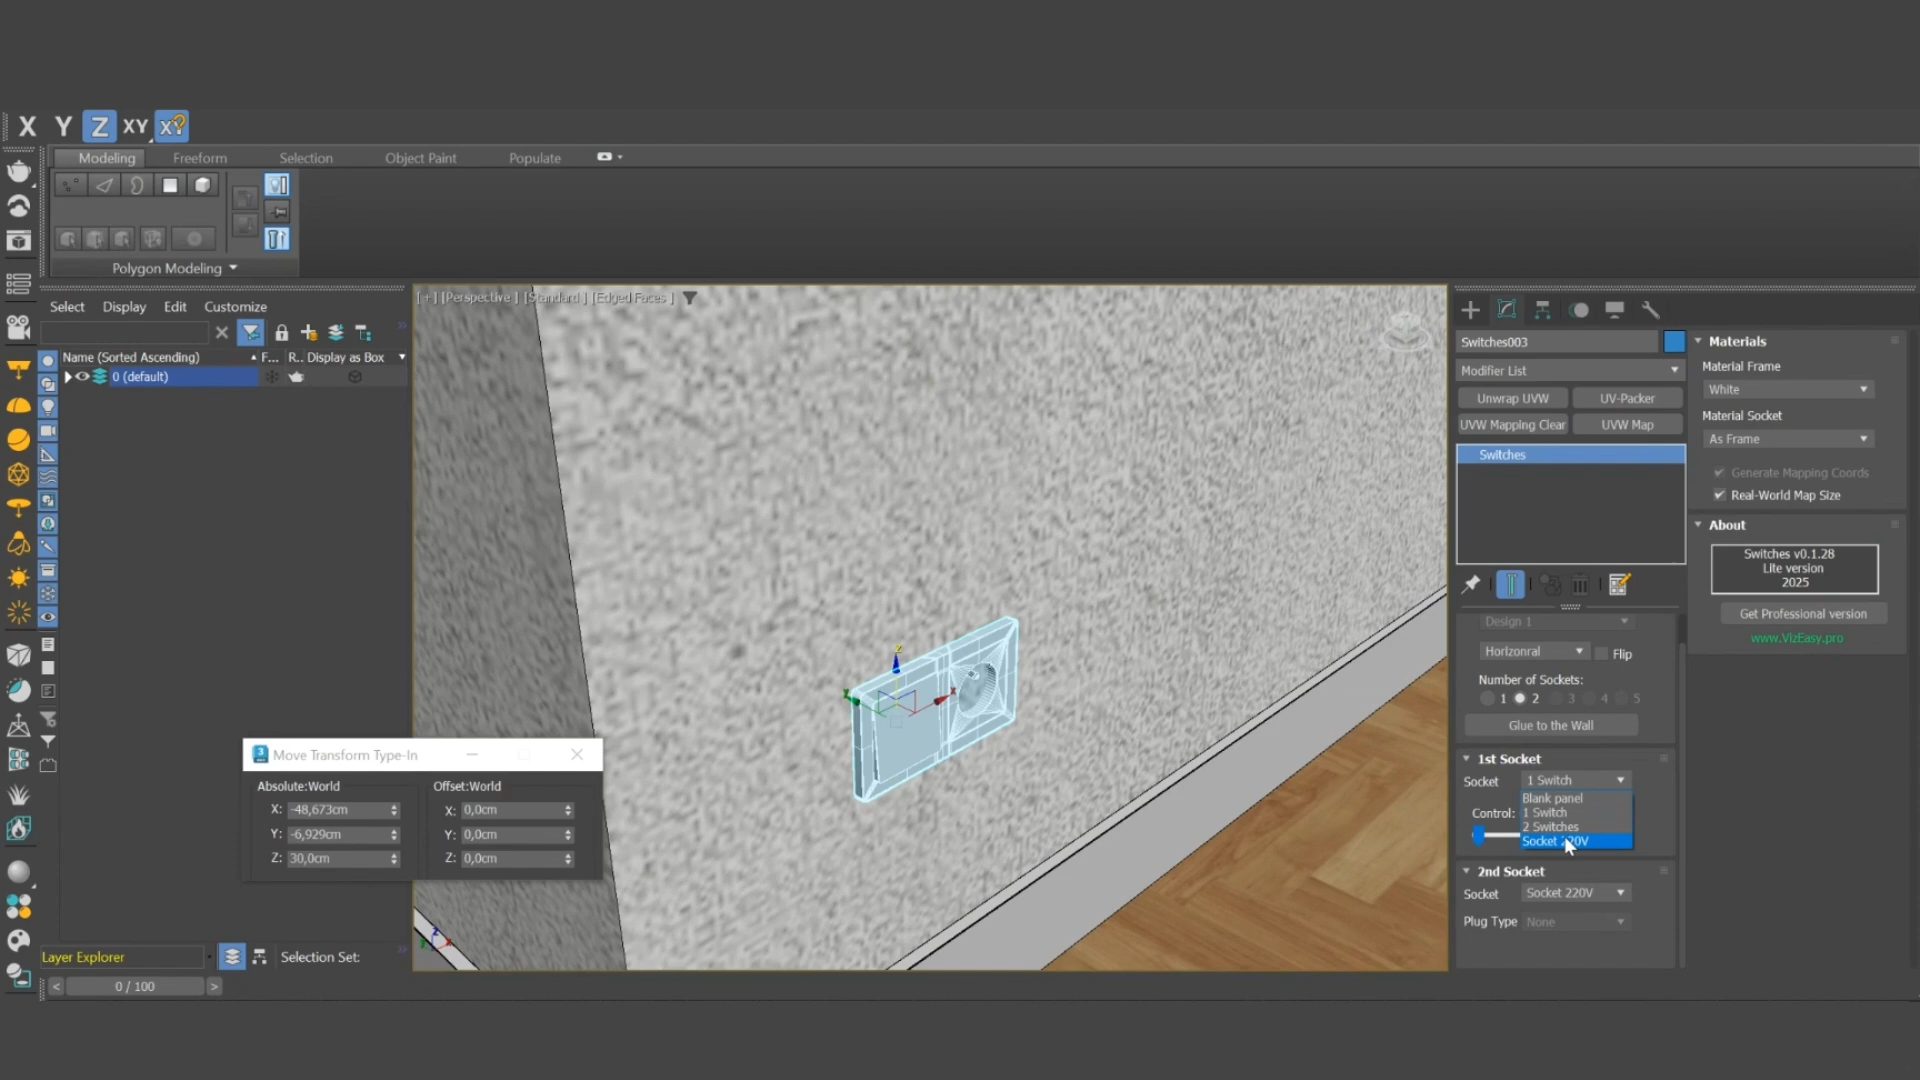 X Y Z XY X?
Modeling Freeform Selection Object Paint Populate
Polygon Modeling
Select Display Edit Customize
Name (Sorted Ascending) F... R.. Display as Box
0 (default)
[ + ] [Perspective ] [Standard ] [Edged Faces ]
Z
Y
X
Move Transform Type-In
Absolute:World Offset:World
X: -48,673cm X: 0,0cm
Y: -6,929cm Y: 0,0cm
Z: 30,0cm Z: 0,0cm
Layer Explorer
Selection Set:
< 0 / 100 >
Switches003
Modifier List
Unwrap UVW UV-Packer
UVW Mapping Clear UVW Map
Switches
Design 1
Horizonral Flip
Number of Sockets:
1 2 3 4 5
Glue to the Wall
1st Socket
Socket 1 Switch
Blank panel
1 Switch
2 Switches
Socket 220V
Control:
2nd Socket
Socket Socket 220V
Plug Type None
Materials
Material Frame
White
Material Socket
As Frame
Generate Mapping Coords
Real-World Map Size
About
Switches v0.1.28
Lite version
2025
Get Professional version
www.VizEasy.pro